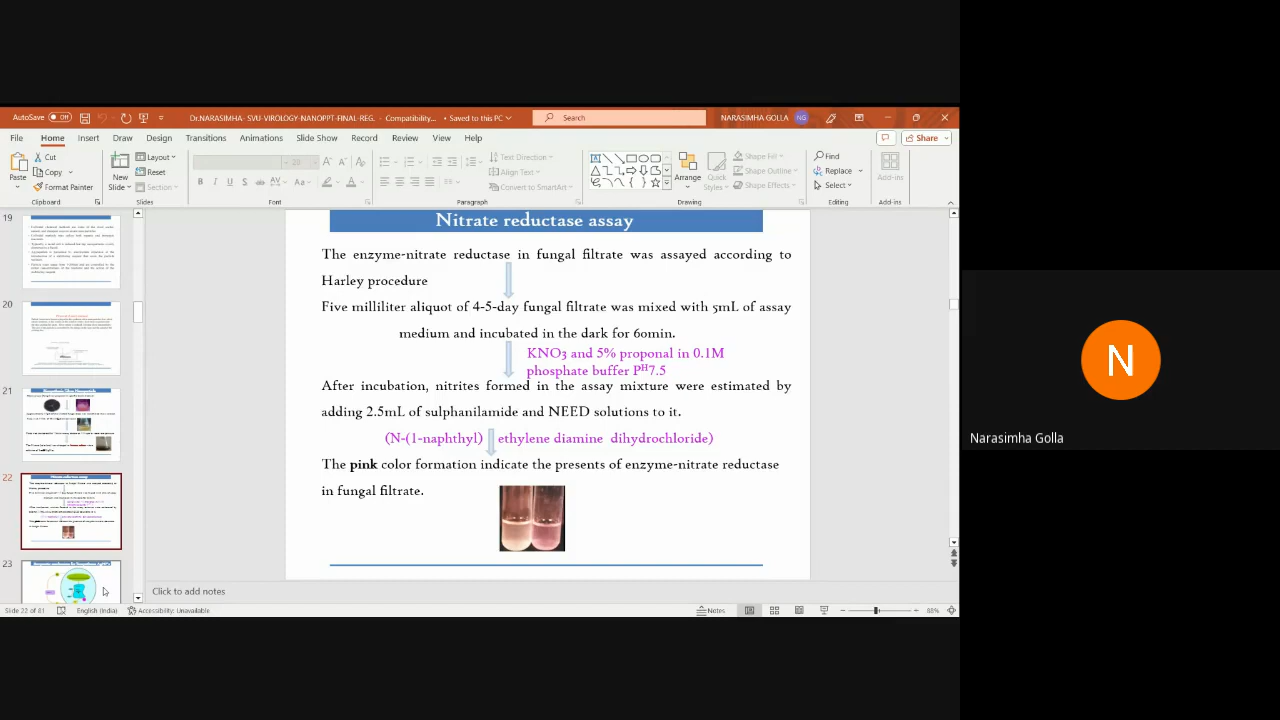 AutoSave Off
Dr.NARASIMHA- SVU-VIROLOGY-NANOPPT-FINAL-REG. - Compatibility... • Saved to this PC
Search
NARASIMHA GOLLA NG
File Home Insert Draw Design Transitions Animations Slide Show Record Review View Help
Share
Paste
Cut
Copy
Format Painter
Clipboard
New
Slide
Layout
Reset
Section
Slides
Font
Text Direction
Align Text
Convert to SmartArt
Paragraph
Arrange
Quick
Styles
Shape Fill
Shape Outline
Shape Effects
Drawing
Find
Replace
Select
Editing
Add-ins
Add-ins
19
20
21
22
23
Nitrate reductase assay
The enzyme-nitrate reductase in fungal filtrate was assayed according to
Harley procedure
Five milliliter aliquot of 4-5-day fungal filtrate was mixed with 5mL of assay
medium and incubated in the dark for 60min.
KNO3 and 5% proponal in 0.1M
phosphate buffer PH7.5
After incubation, nitrites formed in the assay mixture were estimated by
adding 2.5mL of sulphanilamide and NEED solutions to it.
(N-(1-naphthyl) ethylene diamine dihydrochloride)
The pink color formation indicate the presents of enzyme-nitrate reductase
in fungal filtrate.
Click to add notes
Slide 22 of 81
English (India)
Accessibility: Unavailable
Notes
88%
N
Narasimha Golla